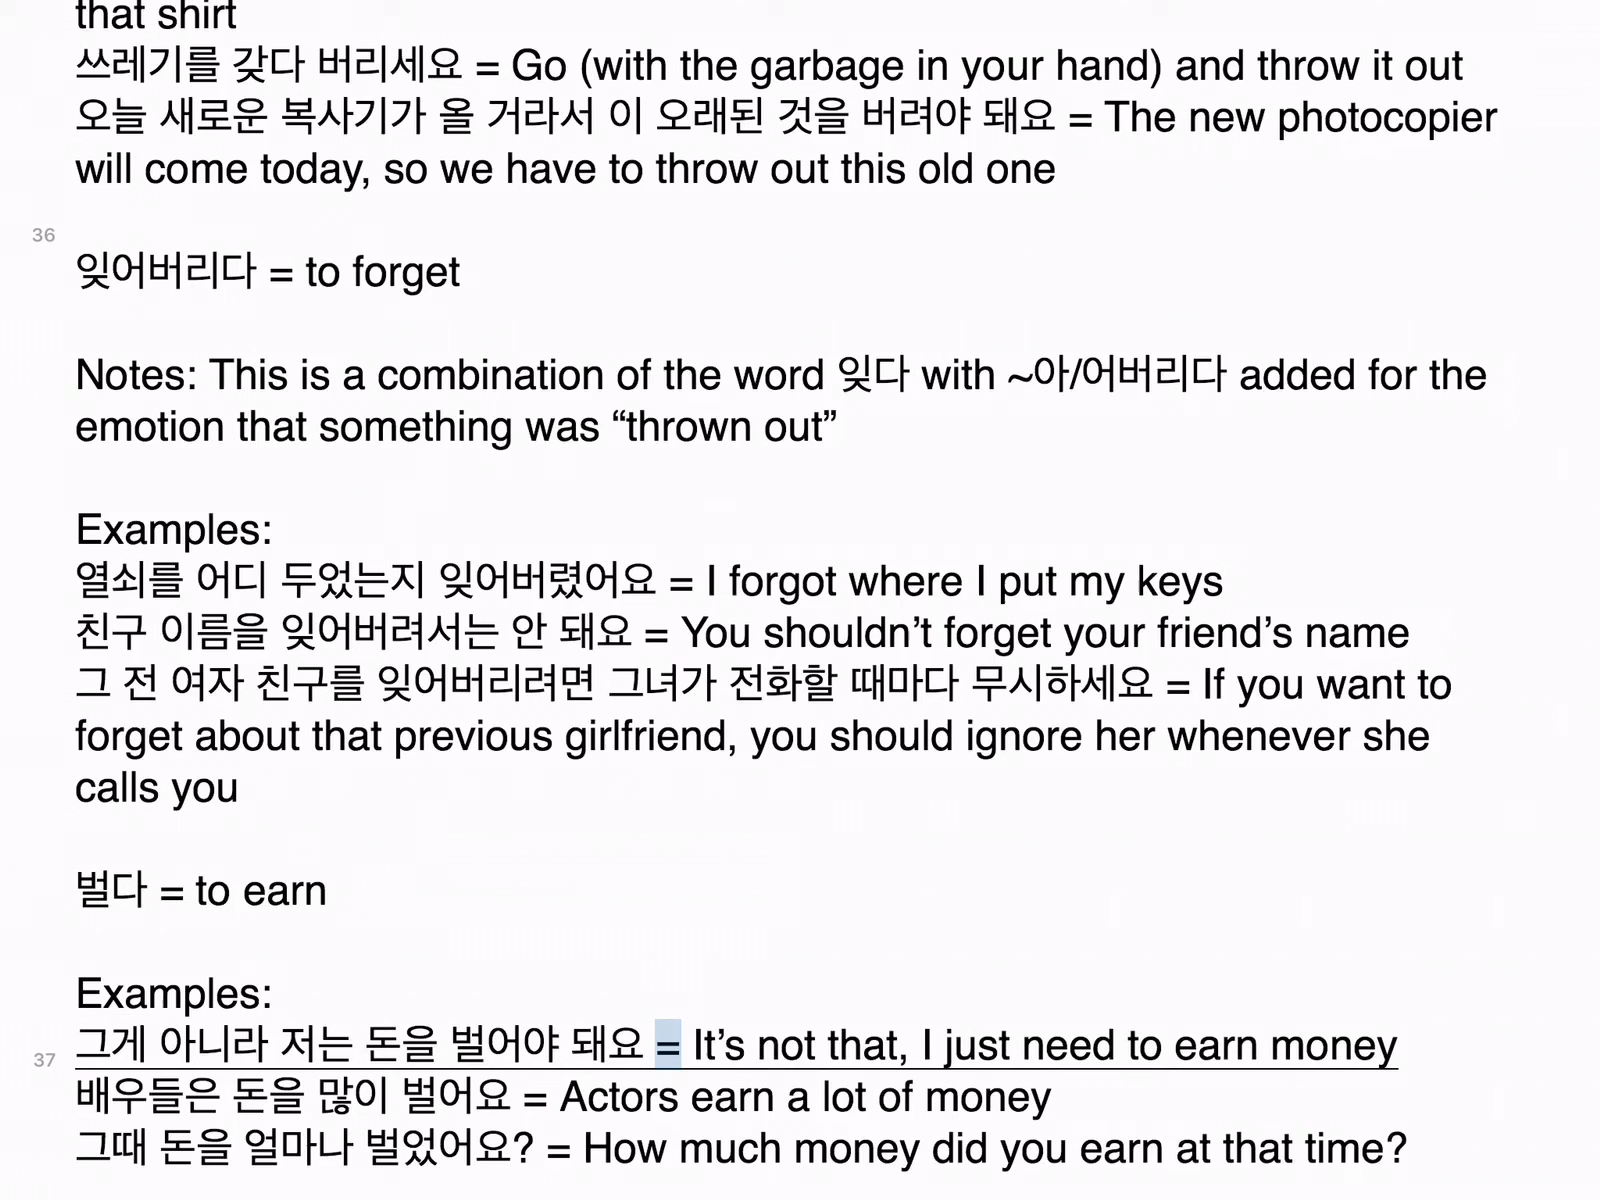 that shirt
쓰레기를 갖다 버리세요 = Go (with the garbage in your hand) and throw it out
오늘 새로운 복사기가 올 거라서 이 오래된 것을 버려야 돼요 = The new photocopier
will come today, so we have to throw out this old one
36
잊어버리다 = to forget
Notes: This is a combination of the word 잊다 with ~아/어버리다 added for the
emotion that something was “thrown out”
Examples:
열쇠를 어디 두었는지 잊어버렸어요 = I forgot where I put my keys
친구 이름을 잊어버려서는 안 돼요 = You shouldn’t forget your friend’s name
그 전 여자 친구를 잊어버리려면 그녀가 전화할 때마다 무시하세요 = If you want to
forget about that previous girlfriend, you should ignore her whenever she
calls you
벌다 = to earn
Examples:
그게 아니라 저는 돈을 벌어야 돼요 = It’s not that, I just need to earn money
37
배우들은 돈을 많이 벌어요 = Actors earn a lot of money
그때 돈을 얼마나 벌었어요? = How much money did you earn at that time?